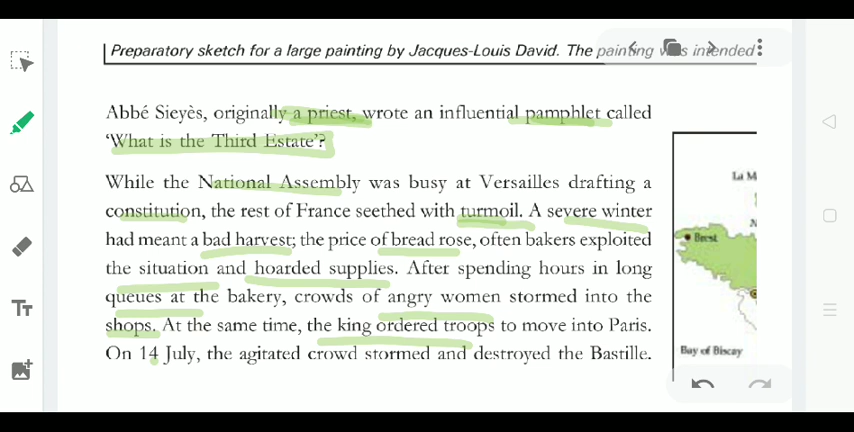 Preparatory sketch for a large painting by Jacques-Louis David. The painting was intended
Abbé Sieyès, originally a priest, wrote an influential pamphlet called
‘What is the Third Estate’?
While the National Assembly was busy at Versailles drafting a
constitution, the rest of France seethed with turmoil. A severe winter
had meant a bad harvest; the price of bread rose, often bakers exploited
the situation and hoarded supplies. After spending hours in long
queues at the bakery, crowds of angry women stormed into the
shops. At the same time, the king ordered troops to move into Paris.
On 14 July, the agitated crowd stormed and destroyed the Bastille.
La M
N
Brest
Bay of Biscay
Tт